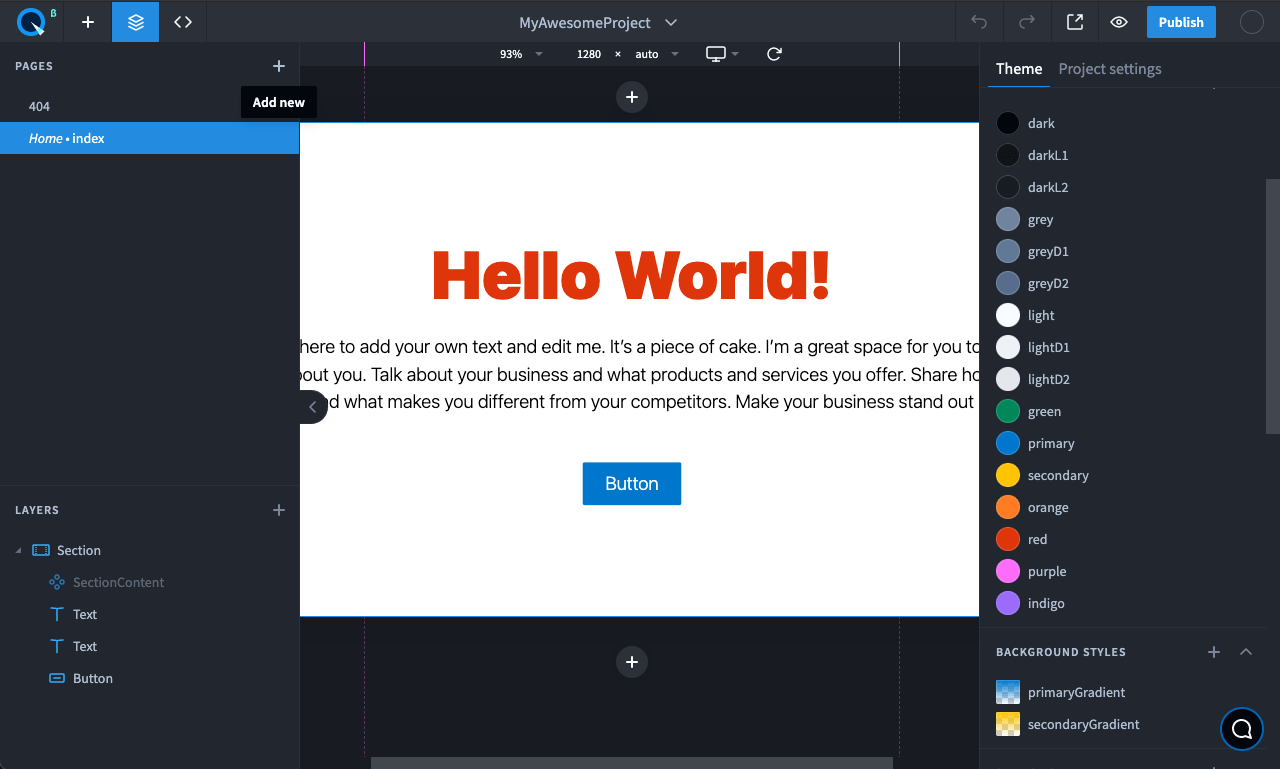 β
MyAwesomeProject
Publish
PAGES
Add new
404
Home • index
LAYERS
Section
SectionContent
Text
Text
Button
93%
1280 × auto
Hello World!
here to add your own text and edit me. It's a piece of cake. I'm a great space for you to
out you. Talk about your business and what products and services you offer. Share
what makes you different from your competitors. Make your business stand out
Button
Theme
Project settings
dark
darkL1
darkL2
grey
greyD1
greyD2
light
lightD1
lightD2
green
primary
secondary
orange
red
purple
indigo
BACKGROUND STYLES
primaryGradient
secondaryGradient